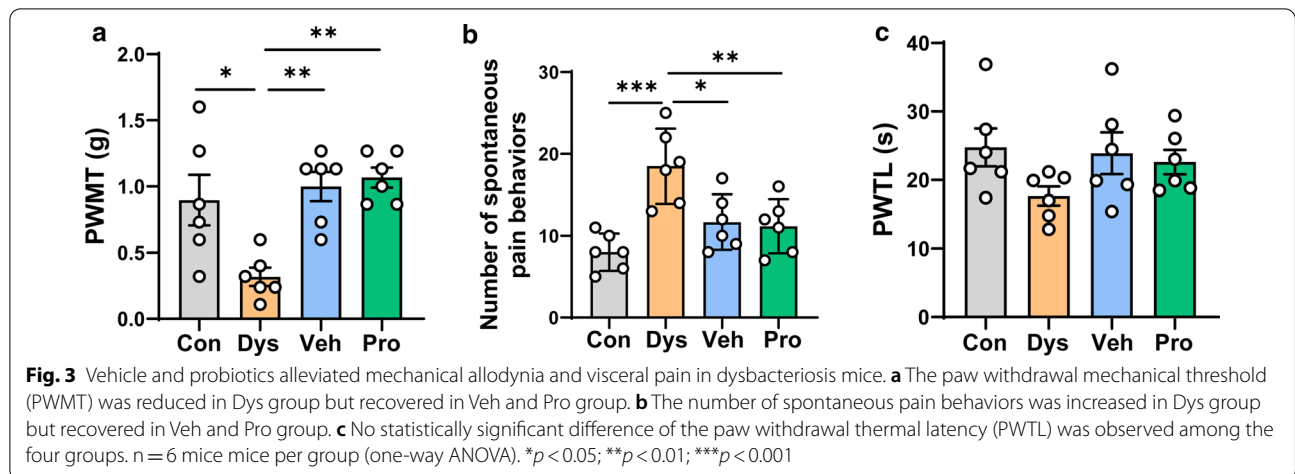 a
**
*
**
2.0
1.5
1.0
0.5
0.0
PWMT (g)
Con Dys Veh Pro
b
**
***
*
30
20
10
0
Number of spontaneous
pain behaviors
Con Dys Veh Pro
c
40
30
20
10
0
PWTL (s)
Con Dys Veh Pro
Fig. 3 Vehicle and probiotics alleviated mechanical allodynia and visceral pain in dysbacteriosis mice. a The paw withdrawal mechanical threshold
(PWMT) was reduced in Dys group but recovered in Veh and Pro group. b The number of spontaneous pain behaviors was increased in Dys group
but recovered in Veh and Pro group. c No statistically significant difference of the paw withdrawal thermal latency (PWTL) was observed among the
four groups. n = 6 mice mice per group (one-way ANOVA). *p < 0.05; **p < 0.01; ***p < 0.001